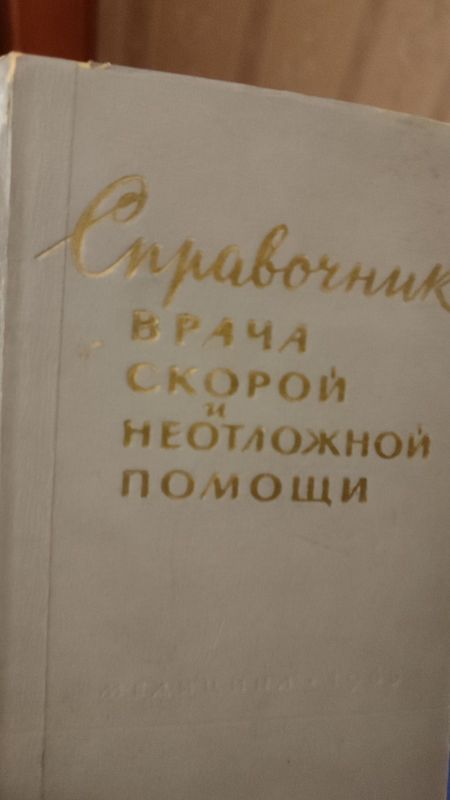 Справочник
ВРАЧА
СКОРОЙ
и
НЕОТЛОЖНОЙ
ПОМОЩИ